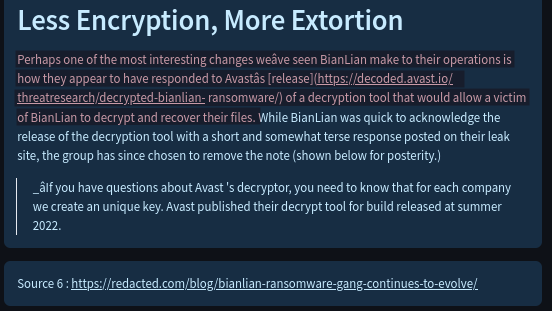 Less Encryption, More Extortion
Perhaps one of the most interesting changes weâve seen BianLian make to their operations is
how they appear to have responded to Avastâs [release](https://decoded.avast.io/
threatresearch/decrypted-bianlian- ransomware/) of a decryption tool that would allow a victim
of BianLian to decrypt and recover their files. While BianLian was quick to acknowledge the
release of the decryption tool with a short and somewhat terse response posted on their leak
site, the group has since chosen to remove the note (shown below for posterity.)
_âIf you have questions about Avast 's decryptor, you need to know that for each company
we create an unique key. Avast published their decrypt tool for build released at summer
2022.
Source 6 : https://redacted.com/blog/bianlian-ransomware-gang-continues-to-evolve/